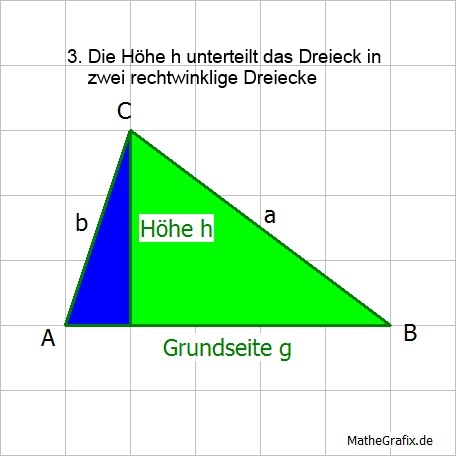 3. Die Höhe h unterteilt das Dreieck in
zwei rechtwinklige Dreiecke
C
b
Höhe h
a
A
B
Grundseite g
MatheGrafix.de